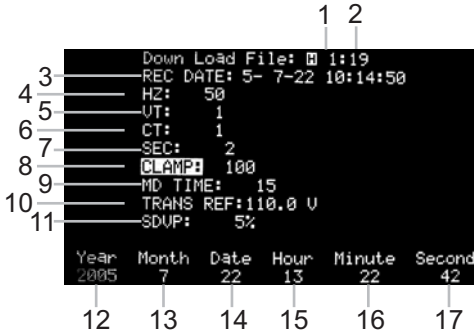 1 2
Down Load File: H 1:19
3 REC DATE: 5- 7-22 10:14:50
4 HZ: 50
5 VT: 1
6 CT: 1
7 SEC: 2
8 CLAMP: 100
9 MD TIME: 15
10 TRANS REF:110.0 V
11 SDVP: 5%
Year Month Date Hour Minute Second
2005 7 22 13 22 42
12 13 14 15 16 17